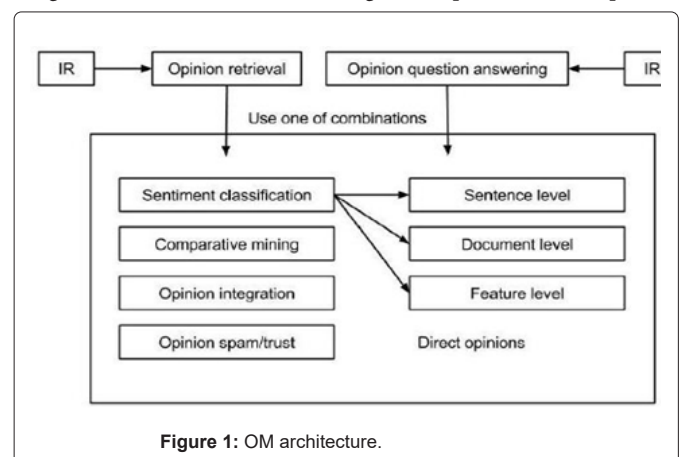 IR Opinion retrieval Opinion question answering IR
Use one of combinations
Sentiment classification Sentence level
Comparative mining Document level
Opinion integration Feature level
Opinion spam/trust Direct opinions
Figure 1: OM architecture.